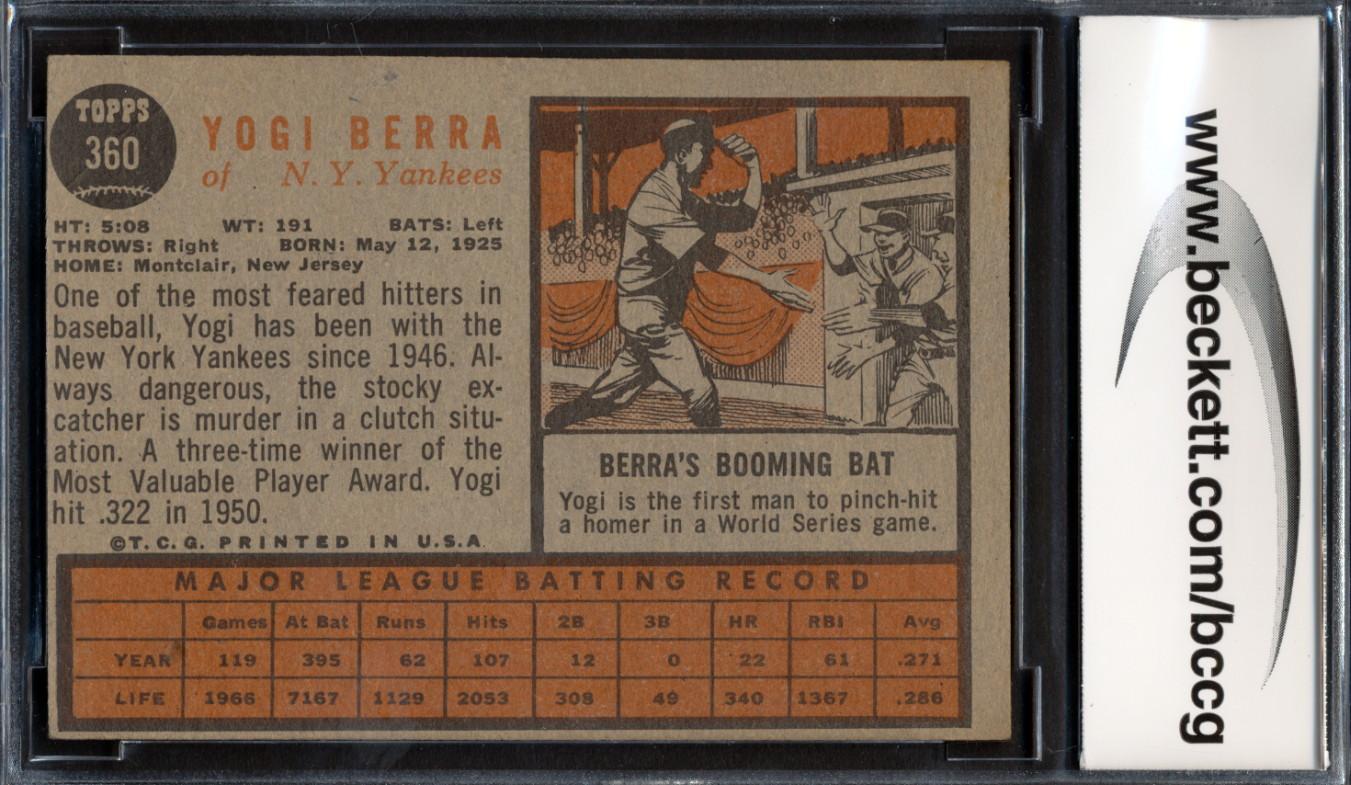 TOPPS
360
YOGI BERRA
of N. Y. Yankees
HT: 5:08 WT: 191 BATS: Left
THROWS: Right BORN: May 12, 1925
HOME: Montclair, New Jersey
One of the most feared hitters in
baseball, Yogi has been with the
New York Yankees since 1946. Al-
ways dangerous, the stocky ex-
catcher is murder in a clutch situ-
ation. A three-time winner of the
Most Valuable Player Award. Yogi
hit .322 in 1950.
©T.C.G. PRINTED IN U.S.A.
BERRA'S BOOMING BAT
Yogi is the first man to pinch-hit
a homer in a World Series game.
MAJOR LEAGUE BATTING RECORD
Games At Bat Runs Hits 2B 3B HR RBI Avg
YEAR 119 395 62 107 12 0 22 61 .271
LIFE 1966 7167 1129 2053 308 49 340 1367 .286
www.beckett.com/bccg